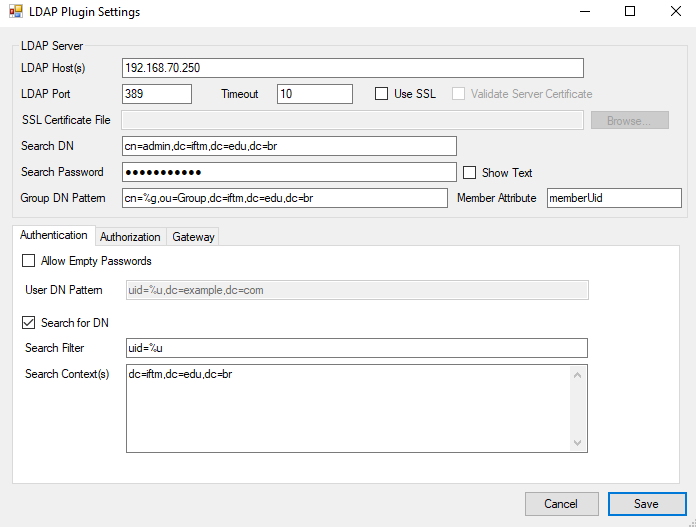 LDAP Plugin Settings
LDAP Server
LDAP Host(s) 192.168.70.250
LDAP Port 389 Timeout 10 Use SSL Validate Server Certificate
SSL Certificate File Browse...
Search DN cn=admin,dc=iftm,dc=edu,dc=br
Search Password ●●●●●●●●●●● Show Text
Group DN Pattern cn=%g,ou=Group,dc=iftm,dc=edu,dc=br Member Attribute memberUid
Authentication Authorization Gateway
Allow Empty Passwords
User DN Pattern uid=%u,dc=example,dc=com
Search for DN
Search Filter uid=%u
Search Context(s) dc=iftm,dc=edu,dc=br
Cancel Save